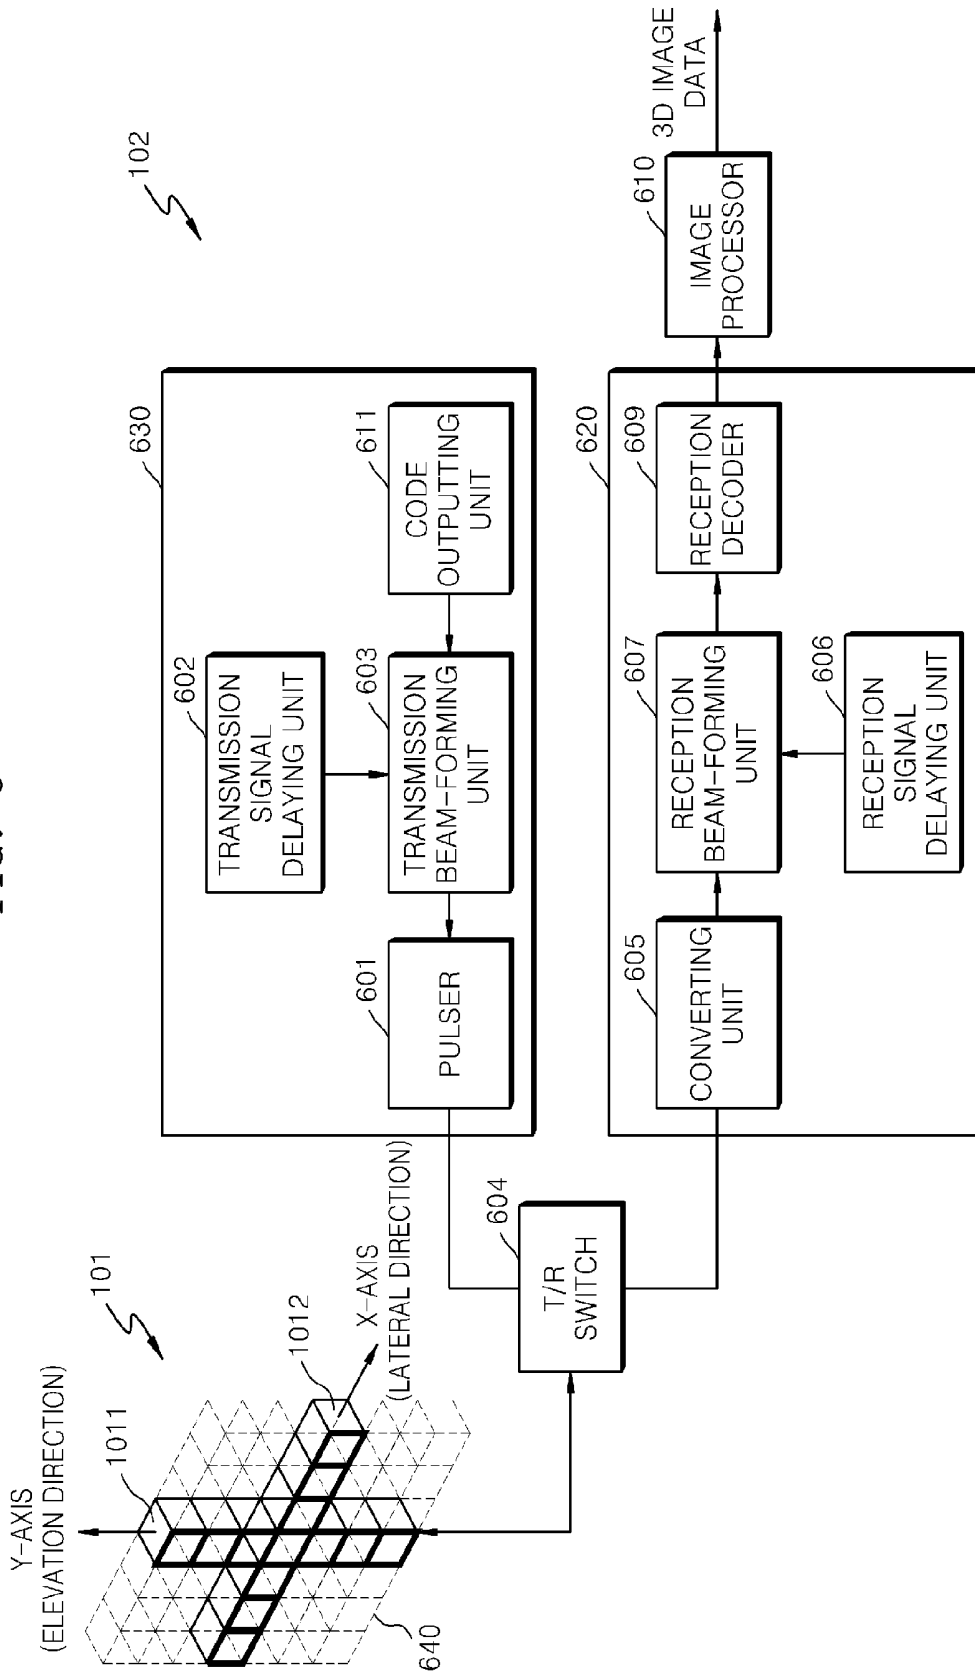 102
Y-AXIS
(ELEVATION DIRECTION)
1011
101
1012
X-AXIS
(LATERAL DIRECTION)
640
604
T/R
SWITCH
630
602
TRANSMISSION
SIGNAL
DELAYING UNIT
601
PULSER
603
TRANSMISSION
BEAM-FORMING
UNIT
611
CODE
OUTPUTTING
UNIT
620
605
CONVERTING
UNIT
607
RECEPTION
BEAM-FORMING
UNIT
609
RECEPTION
DECODER
606
RECEPTION
SIGNAL
DELAYING UNIT
610
IMAGE
PROCESSOR
3D IMAGE
DATA